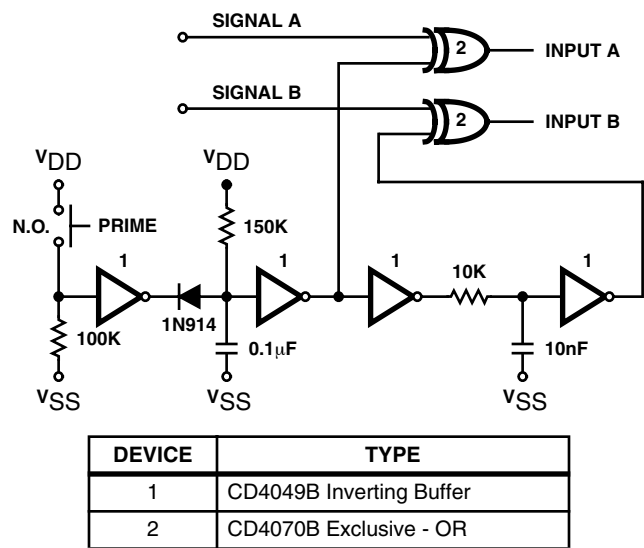 SIGNAL A
2
INPUT A
SIGNAL B
2
INPUT B
VDD
VDD
N.O.
PRIME
150K
1
1
1
10K
1
1N914
100K
0.1µF
10nF
VSS
VSS
VSS
DEVICE TYPE
1 CD4049B Inverting Buffer
2 CD4070B Exclusive - OR